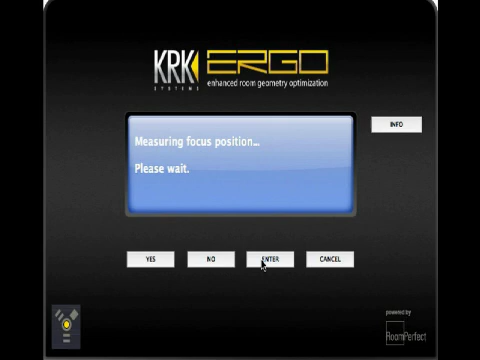 KRK ERGO
SYSTEMS
enhanced room geometry optimization
INFO
Measuring focus position...
Please wait.
YES
NO
ENTER
CANCEL
powered by
RoomPerfect